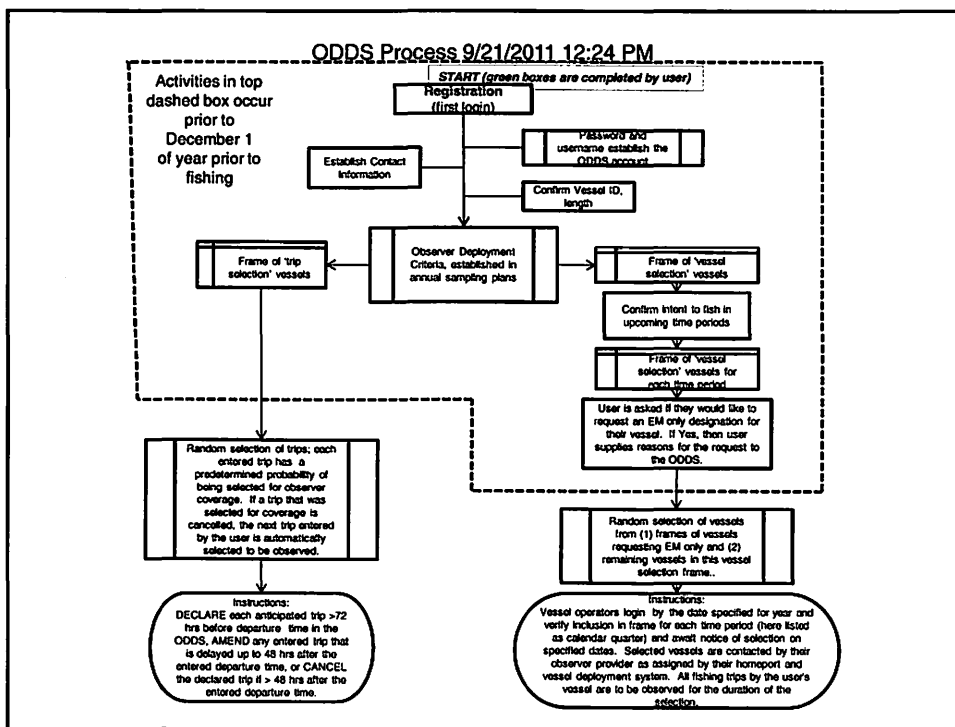 ODDS Process 9/21/2011 12:24 PM
Activities in top
dashed box occur
prior to
December 1
of year prior to
fishing
START (green boxes are completed by user)
Registration
(first login)
Password and
username establish the
ODDS account
Establish Contact
Information
Confirm Vessel ID,
length
Observer Deployment
Criteria, established in
annual sampling plans
Frame of 'trip
selection' vessels
Frame of 'vessel
selection' vessels
Confirm intent to fish in
upcoming time periods
Frame of 'vessel
selection' vessels for
each time period
User is asked if they would like to
request an EM only designation for
their vessel. If Yes, then user
supplies reasons for the request to
the ODDS.
Random selection of trips; each
entered trip has a
predetermined probability of
being selected for observer
coverage. If a trip that was
selected for coverage is
cancelled, the next trip entered
by the user is automatically
selected to be observed.
Random selection of vessels
from (1) frames of vessels
requesting EM only and (2)
remaining vessels in this vessel
selection frame..
Instructions:
DECLARE each anticipated trip >72
hrs before departure time in the
ODDS, AMEND any entered trip that
is delayed up to 48 hrs after the
entered departure time, or CANCEL
the declared trip if > 48 hrs after the
entered departure time.
Instructions:
Vessel operators login by the date specified for year and
verify inclusion in frame for each time period (here listed
as calendar quarter) and await notice of selection on
specified dates. Selected vessels are contacted by their
observer provider as assigned by their homeport and
vessel deployment system. All fishing trips by the user's
vessel are to be observed for the duration of the
selection.